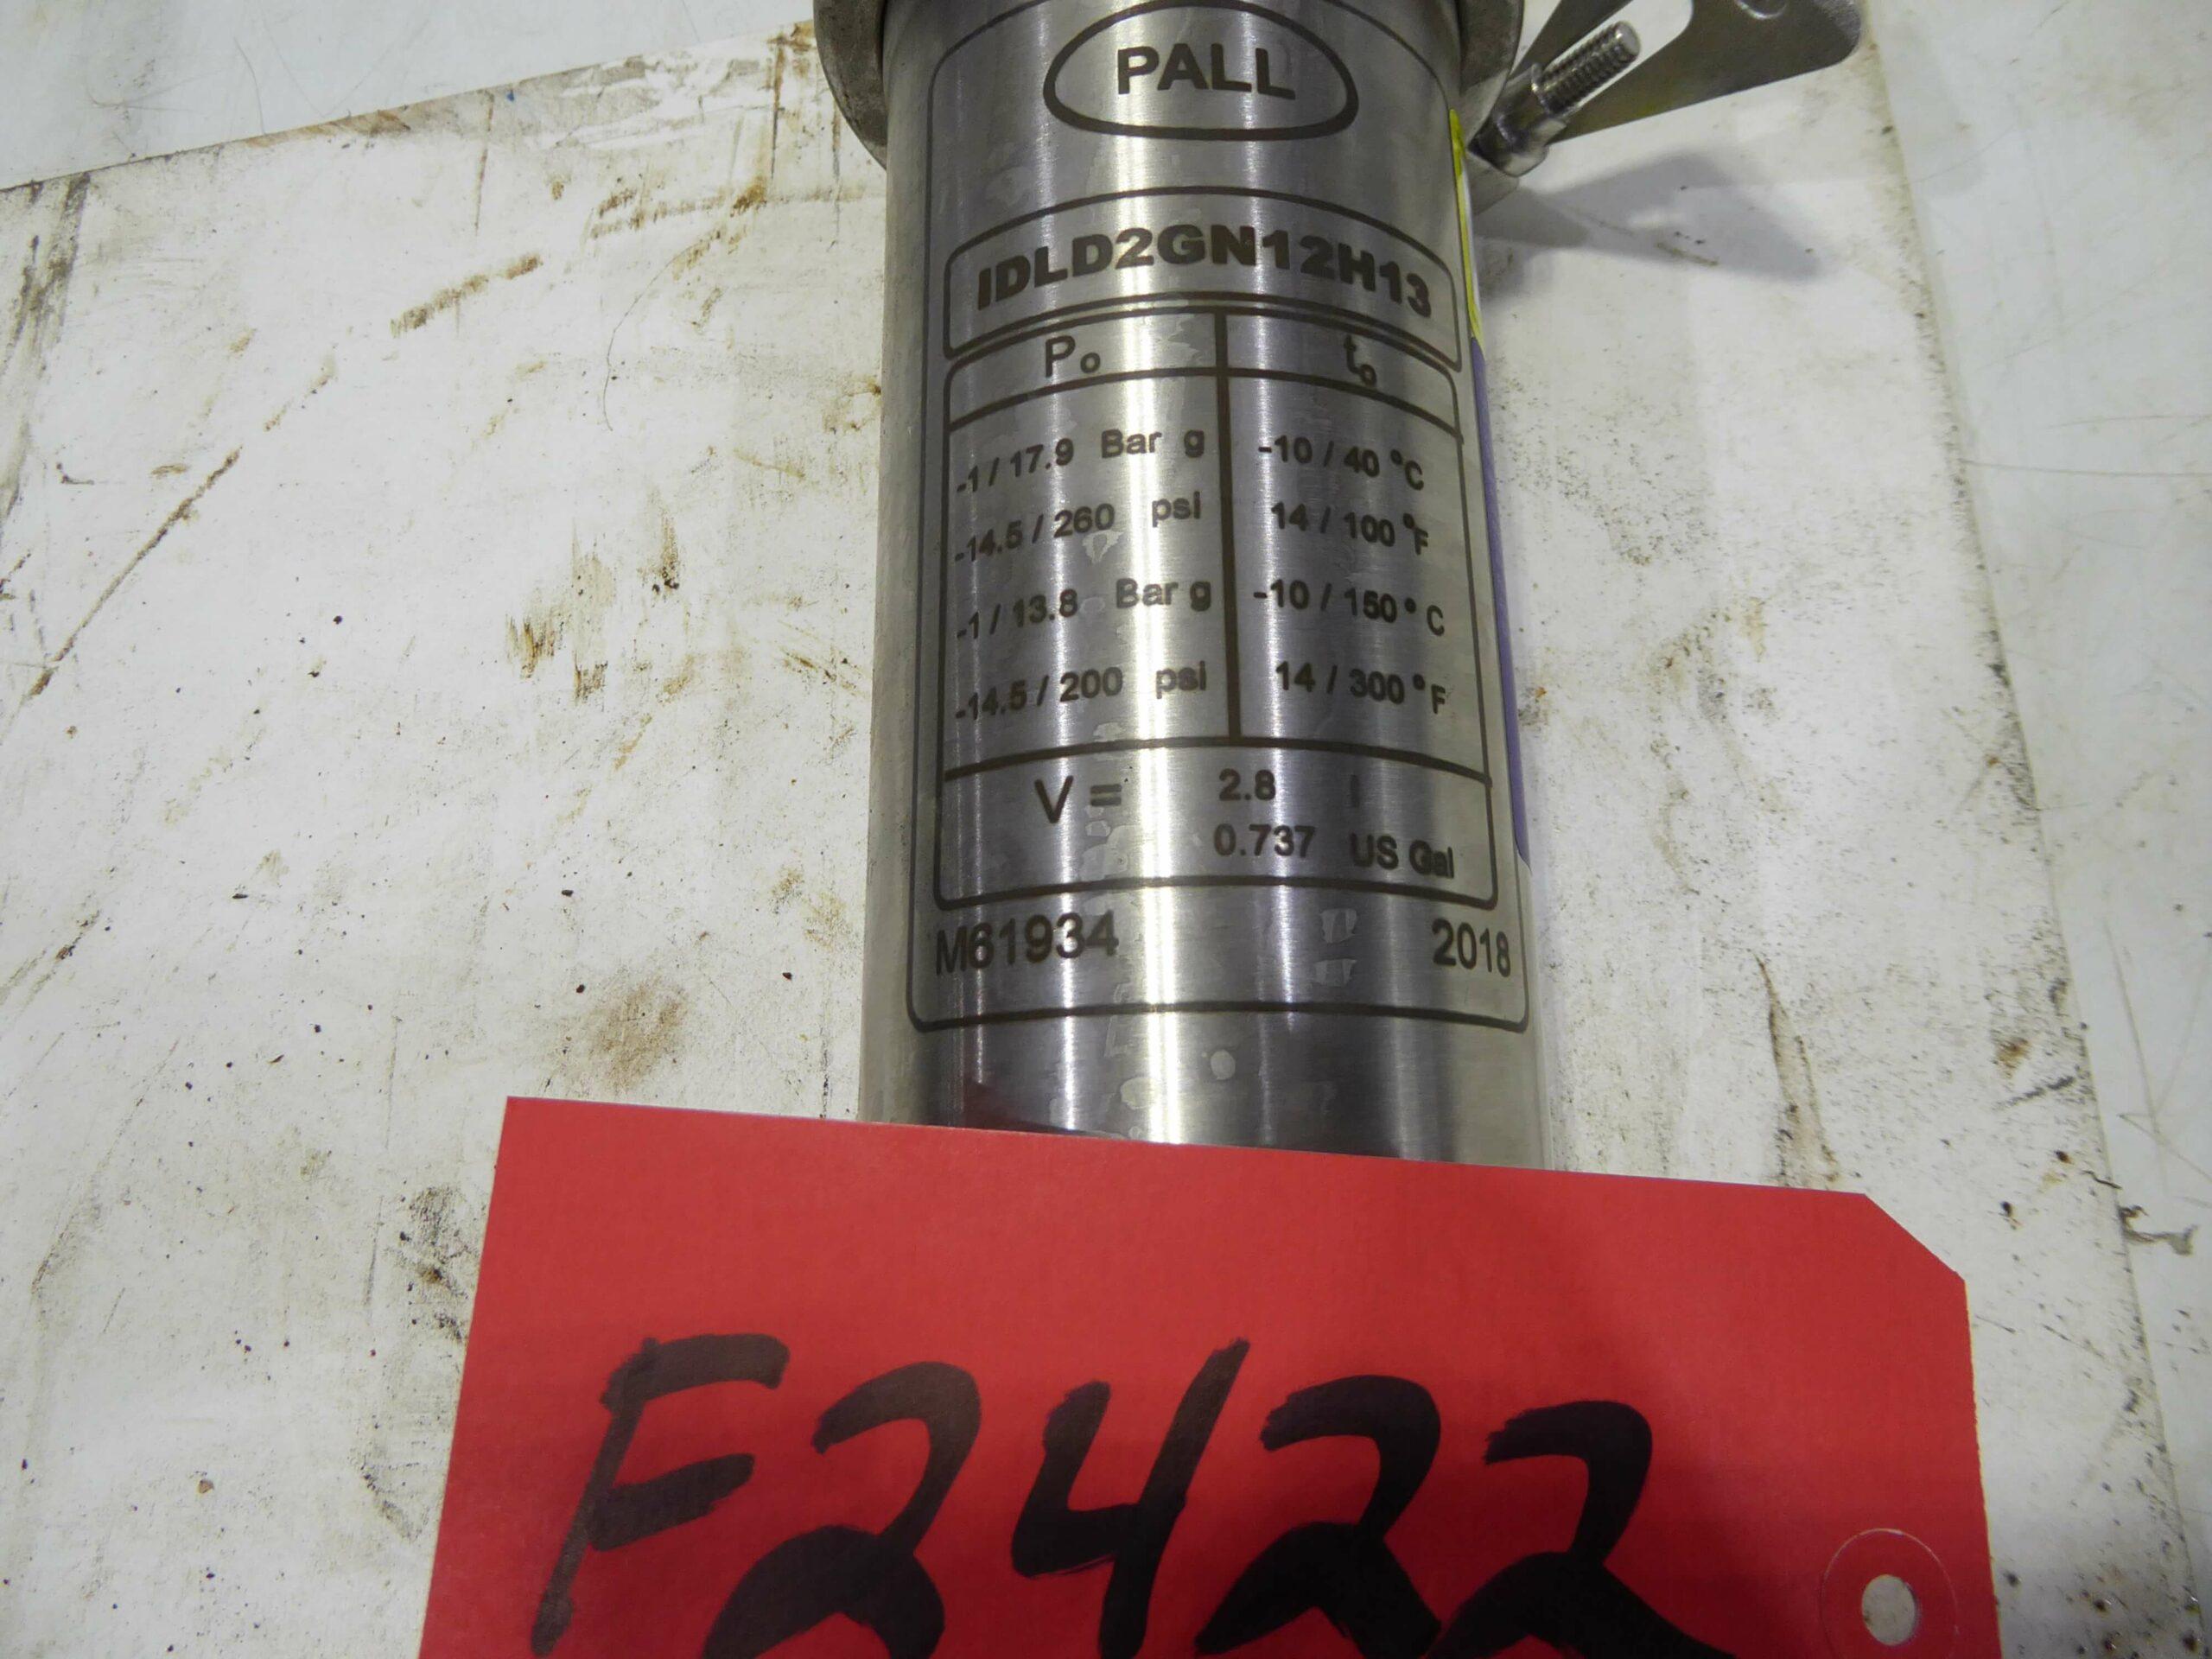 PALL
IDLD2GN12H13
Po to
-1 / 17.9 Bar g -10 / 40 °C
-14.5 / 260 psi 14 / 100 °F
-1 / 13.8 Bar g -10 / 150 °C
-14.5 / 200 psi 14 / 300 °F
V = 2.8 l
0.737 US Gal
M61934 2018
F2422